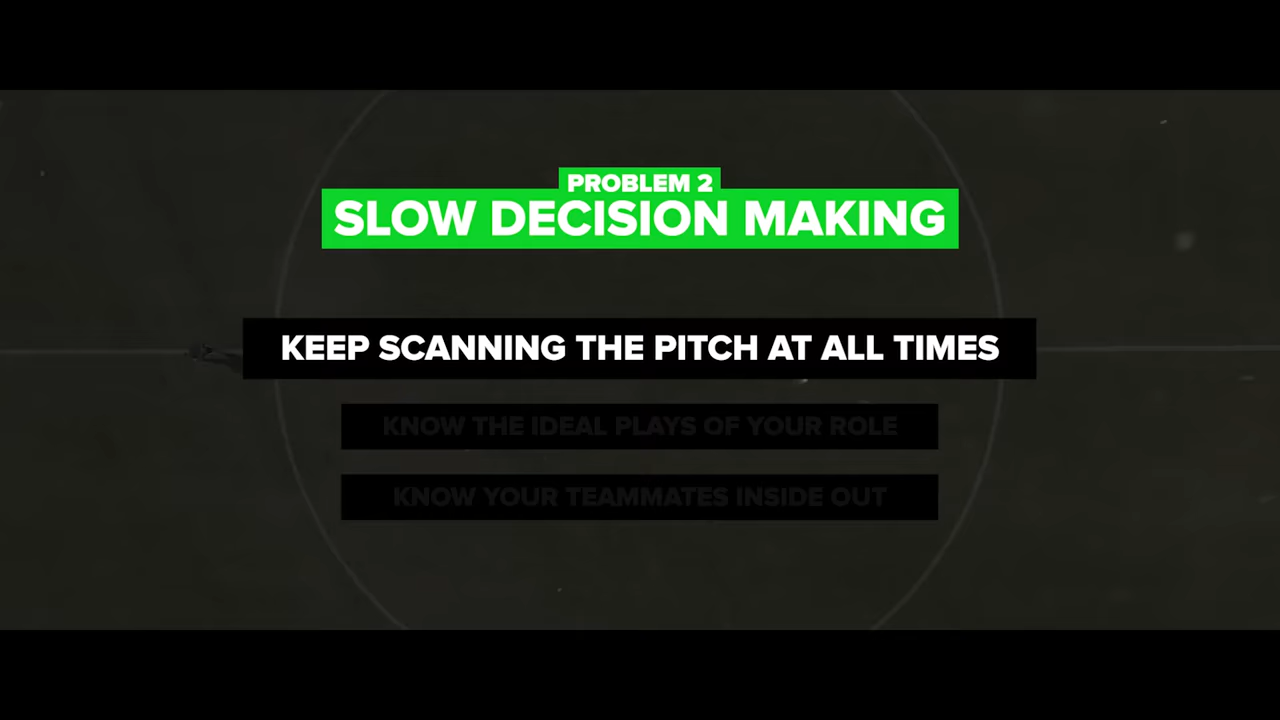 PROBLEM 2
SLOW DECISION MAKING
KEEP SCANNING THE PITCH AT ALL TIMES
KNOW THE IDEAL PLAYS OF YOUR ROLE
KNOW YOUR TEAMMATES INSIDE OUT